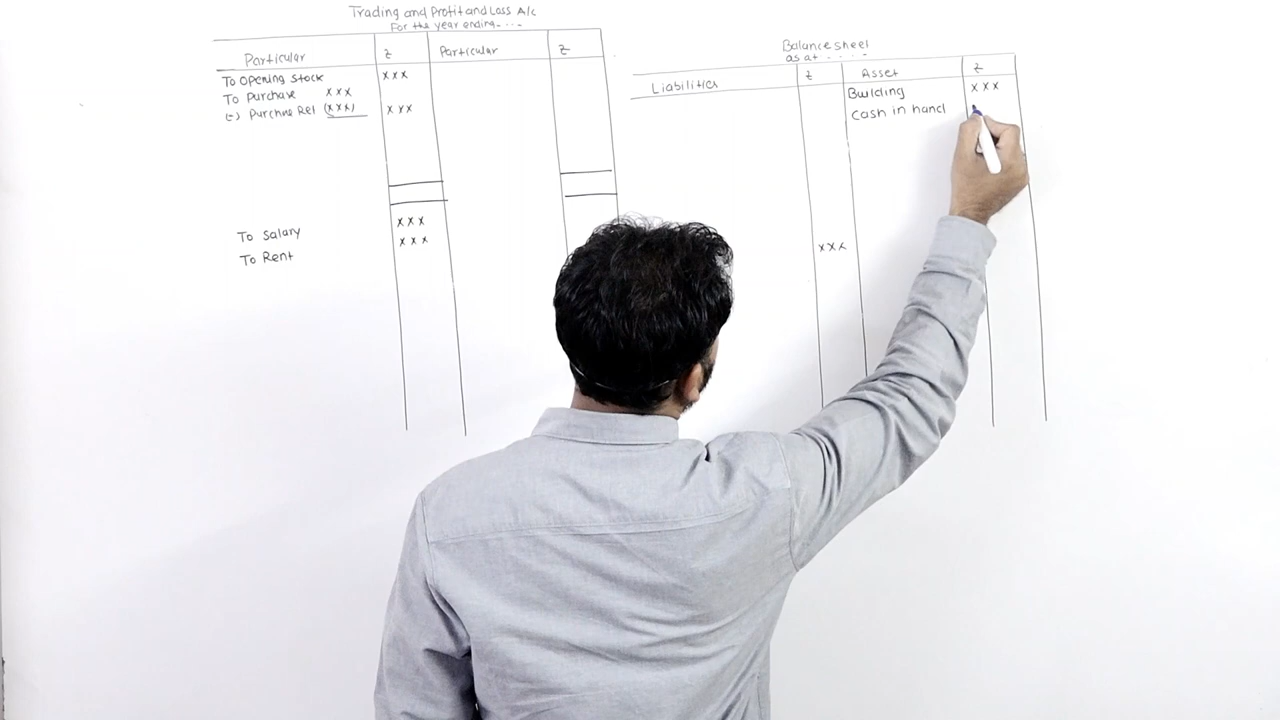 Trading and Profit and Loss A/c
For the year ending....
Particular ₹ Particular ₹
To Opening Stock xxx
To Purchase xxx
(-) Purchase Ret (xxx) xxx
To Salary xxx
To Rent xxx
Balance sheet
as at .....
Liabilities ₹ Asset ₹
Building xxx
Cash in hand
xxx